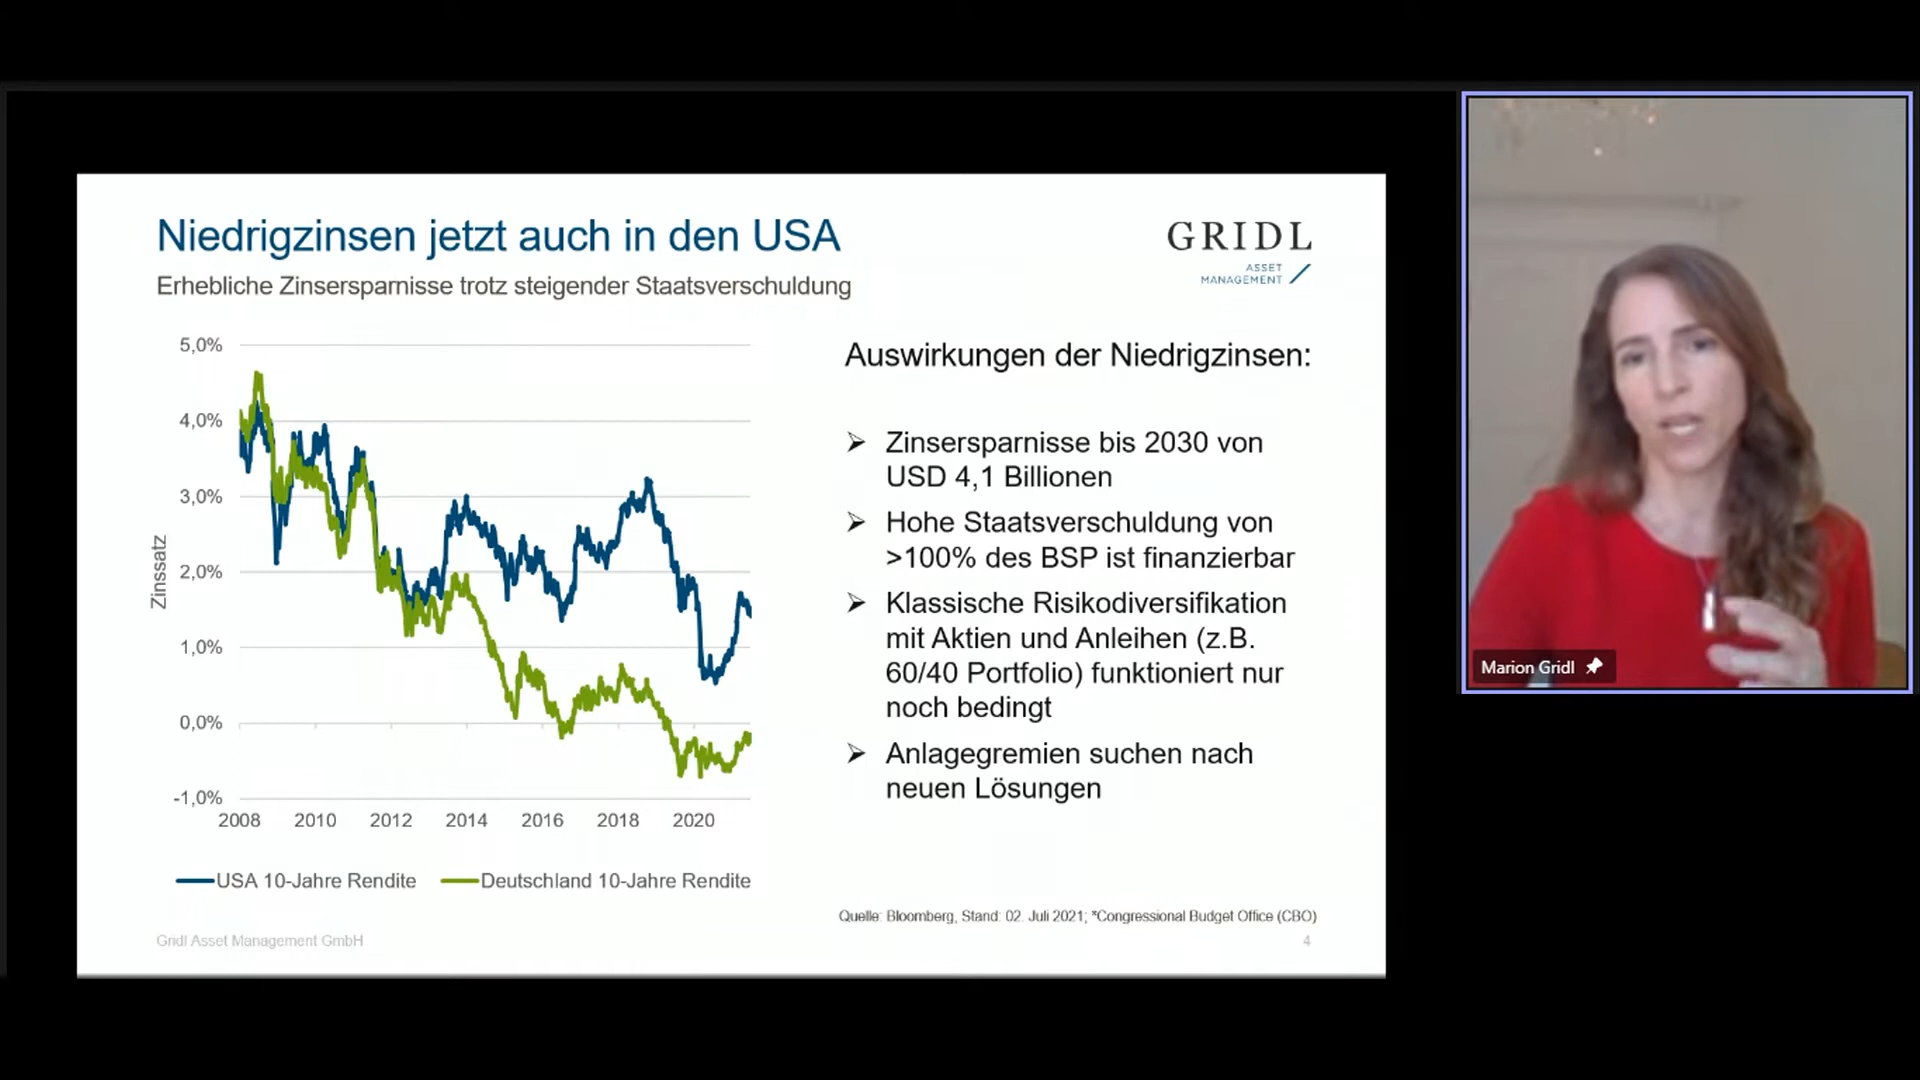 Niedrigzinsen jetzt auch in den USA
Erhebliche Zinsersparnisse trotz steigender Staatsverschuldung
GRIDL
ASSET
MANAGEMENT
5,0%
4,0%
3,0%
2,0%
1,0%
0,0%
-1,0%
Zinssatz
2008 2010 2012 2014 2016 2018 2020
USA 10-Jahre Rendite Deutschland 10-Jahre Rendite
Auswirkungen der Niedrigzinsen:
➢ Zinsersparnisse bis 2030 von
USD 4,1 Billionen
➢ Hohe Staatsverschuldung von
>100% des BSP ist finanzierbar
➢ Klassische Risikodiversifikation
mit Aktien und Anleihen (z.B.
60/40 Portfolio) funktioniert nur
noch bedingt
➢ Anlagegremien suchen nach
neuen Lösungen
Quelle: Bloomberg, Stand: 02. Juli 2021; *Congressional Budget Office (CBO)
Gridl Asset Management GmbH
4
Marion Gridl